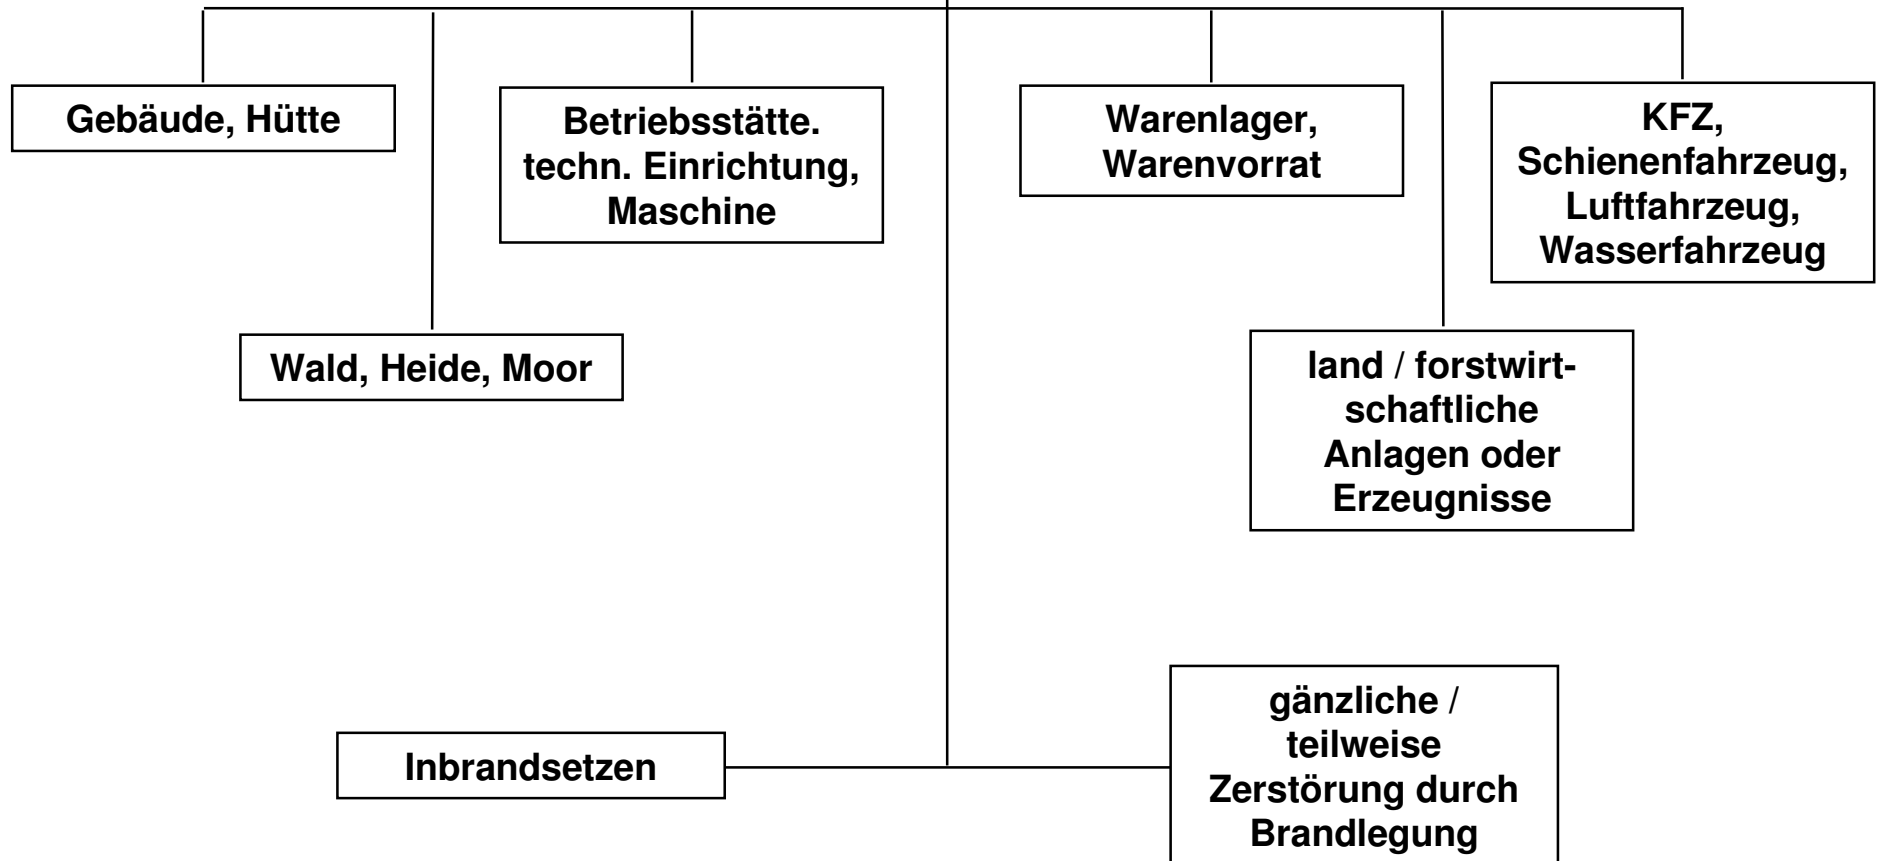 Gebäude, Hütte
Betriebsstätte.
techn. Einrichtung,
Maschine
Warenlager,
Warenvorrat
KFZ,
Schienenfahrzeug,
Luftfahrzeug,
Wasserfahrzeug
Wald, Heide, Moor
land / forstwirt-
schaftliche
Anlagen oder
Erzeugnisse
Inbrandsetzen
gänzliche /
teilweise
Zerstörung durch
Brandlegung